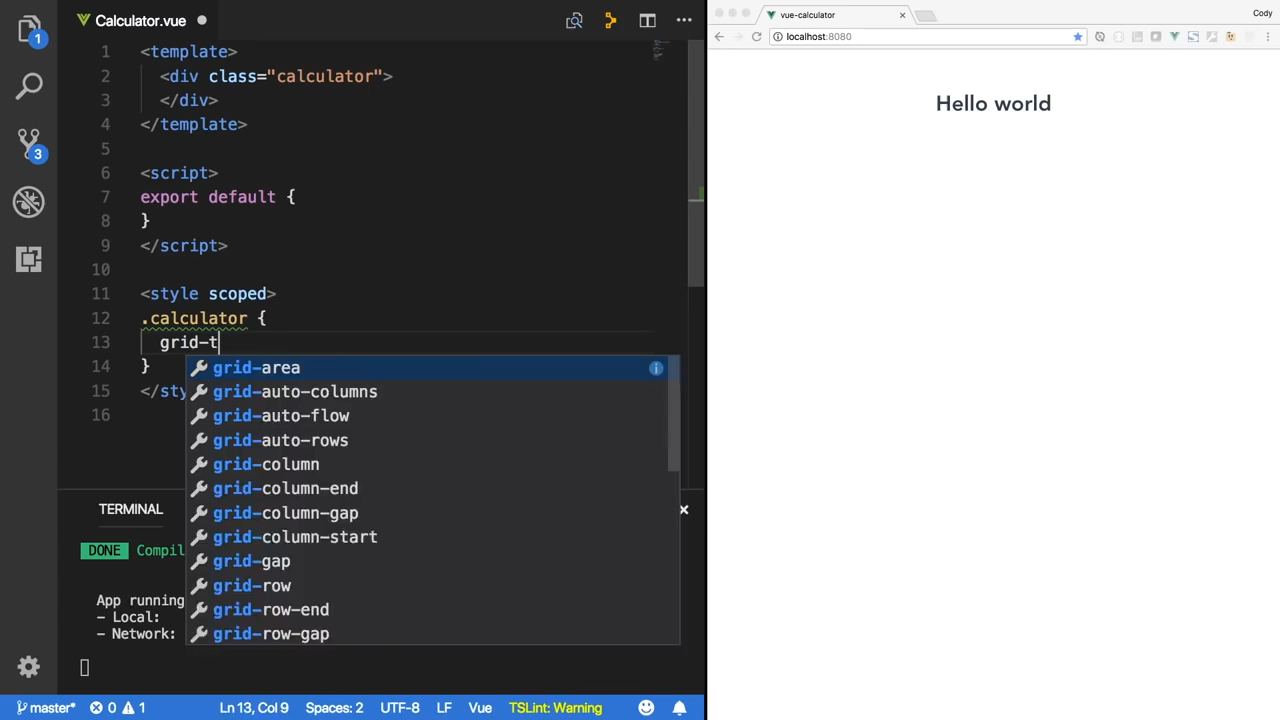 Calculator.vue
1 <template>
2 <div class="calculator">
3 </div>
4 </template>
5
6 <script>
7 export default {
8 }
9 </script>
10
11 <style scoped>
12 .calculator {
13 grid-t
14 }
15 </sty
16
grid-area
grid-auto-columns
grid-auto-flow
grid-auto-rows
grid-column
grid-column-end
grid-column-gap
grid-column-start
grid-gap
grid-row
grid-row-end
grid-row-gap
1
3
TERMINAL
DONE Compil
App running
- Local:
- Network:
master* 0 1 Ln 13, Col 9 Spaces: 2 UTF-8 LF Vue TSLint: Warning
vue-calculator
Cody
localhost:8080
Hello world